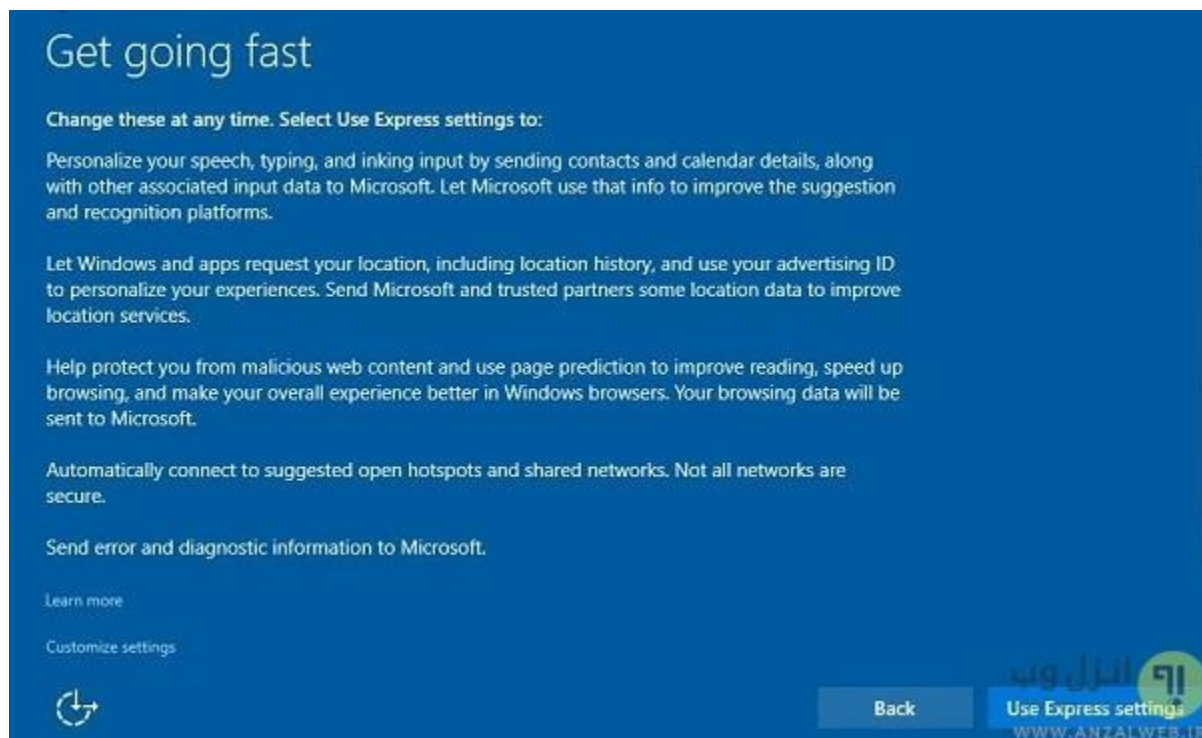 Get going fast
Change these at any time. Select Use Express settings to:
Personalize your speech, typing, and inking input by sending contacts and calendar details, along
with other associated input data to Microsoft. Let Microsoft use that info to improve the suggestion
and recognition platforms.
Let Windows and apps request your location, including location history, and use your advertising ID
to personalize your experiences. Send Microsoft and trusted partners some location data to improve
location services.
Help protect you from malicious web content and use page prediction to improve reading, speed up
browsing, and make your overall experience better in Windows browsers. Your browsing data will be
sent to Microsoft.
Automatically connect to suggested open hotspots and shared networks. Not all networks are
secure.
Send error and diagnostic information to Microsoft.
Learn more
Customize settings
انزل وب
Back
Use Express settings
WWW.ANZALWEB.IR